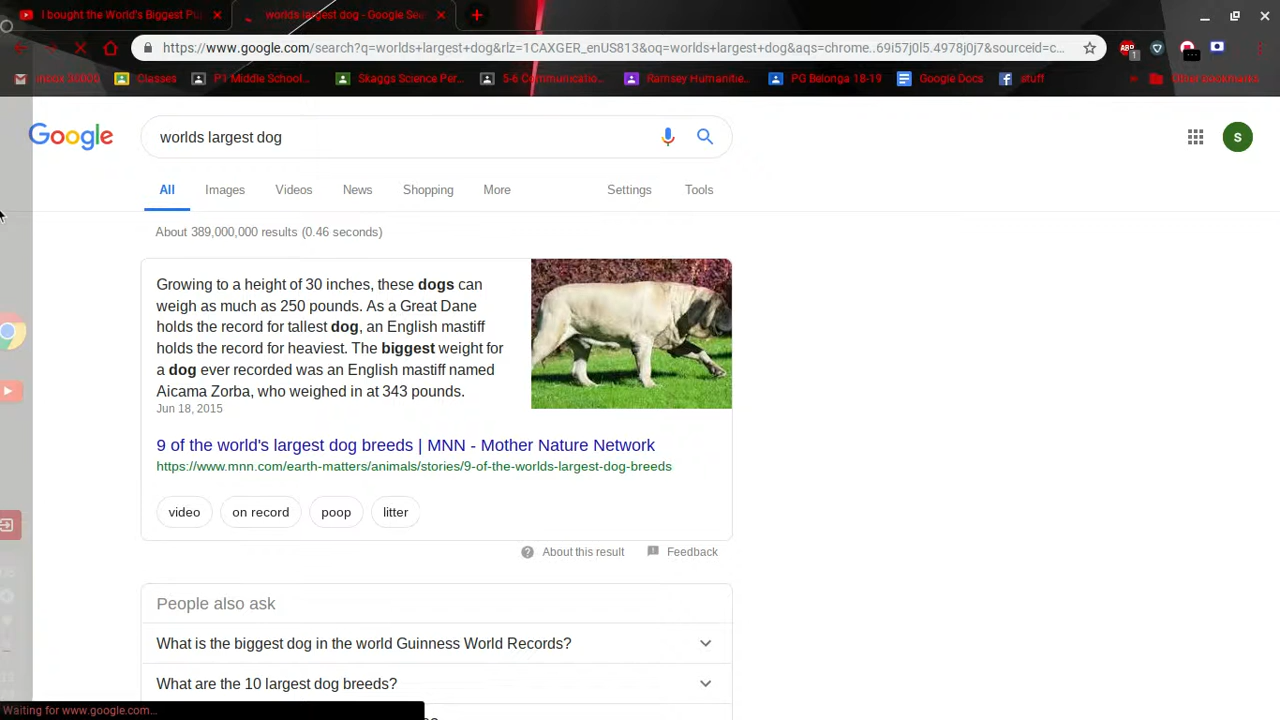 I bought the World's Biggest Pu
worlds largest dog - Google Sea
https://www.google.com/search?q=worlds+largest+dog&rlz=1CAXGER_enUS813&oq=worlds+largest+dog&aqs=chrome..69i57j0l5.4978j0j7&sourceid=c...
ABP
1
Inbox 30000
Classes
P1 Middle School...
Skaggs Science Per...
5-6 Communicatio...
Ramsey Humanitie...
PG Belonga 18-19
Google Docs
stuff
Other bookmarks
Google
worlds largest dog
S
All
Images
Videos
News
Shopping
More
Settings
Tools
About 389,000,000 results (0.46 seconds)
Growing to a height of 30 inches, these dogs can
weigh as much as 250 pounds. As a Great Dane
holds the record for tallest dog, an English mastiff
holds the record for heaviest. The biggest weight for
a dog ever recorded was an English mastiff named
Aicama Zorba, who weighed in at 343 pounds.
Jun 18, 2015
9 of the world's largest dog breeds | MNN - Mother Nature Network
https://www.mnn.com/earth-matters/animals/stories/9-of-the-worlds-largest-dog-breeds
video
on record
poop
litter
About this result
Feedback
People also ask
What is the biggest dog in the world Guinness World Records?
What are the 10 largest dog breeds?
Waiting for www.google.com...